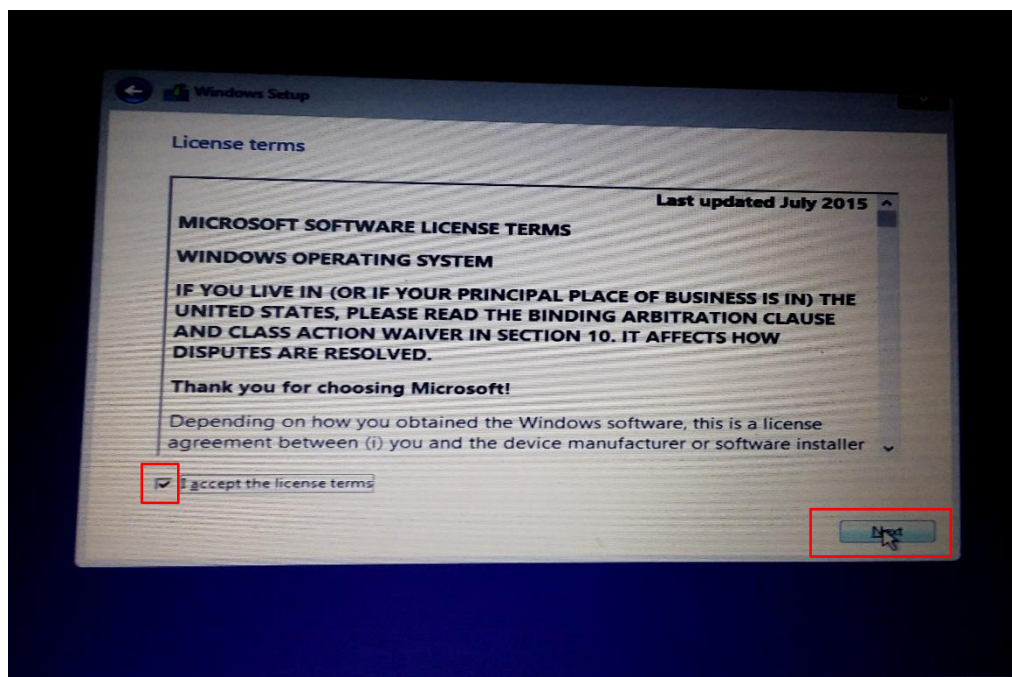 Windows Setup
License terms
Last updated July 2015
MICROSOFT SOFTWARE LICENSE TERMS
WINDOWS OPERATING SYSTEM
IF YOU LIVE IN (OR IF YOUR PRINCIPAL PLACE OF BUSINESS IS IN) THE
UNITED STATES, PLEASE READ THE BINDING ARBITRATION CLAUSE
AND CLASS ACTION WAIVER IN SECTION 10. IT AFFECTS HOW
DISPUTES ARE RESOLVED.
Thank you for choosing Microsoft!
Depending on how you obtained the Windows software, this is a license
agreement between (i) you and the device manufacturer or software installer
I accept the license terms
Next